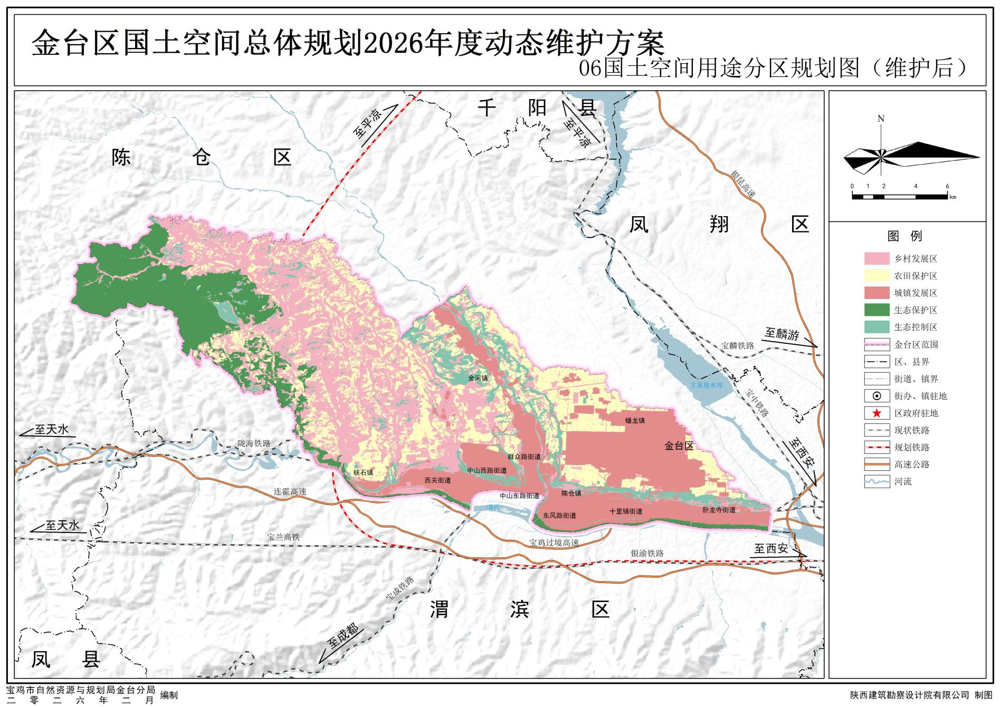 金台区国土空间总体规划2026年度动态维护方案
06国土空间用途分区规划图（维护后）
千阳县
至平凉
至平凉
陈仓区
银昆高速
凤翔区
至麟游
宝麟铁路
金河镇
王家崖水库
宝中铁路
蟠龙镇
至天水
陇海铁路
金台区
至西安
群众路街道
硖石镇
中山西路街道
西关街道
连霍高速
中山东路街道
陈仓镇
渭河
东风路街道
十里铺街道
卧龙寺街道
至天水
宝兰高铁
宝鸡过境高速
银渝铁路
至西安
宝成铁路
渭滨区
至成都
凤县
N
0 1 2 4 6 km
图例
乡村发展区
农田保护区
城镇发展区
生态保护区
生态控制区
金台区范围
区、县界
街道、镇界
街办、镇驻地
区政府驻地
现状铁路
规划铁路
高速公路
河流
宝鸡市自然资源与规划局金台分局
二零二六年二月
编制
陕西建筑勘察设计院有限公司 制图